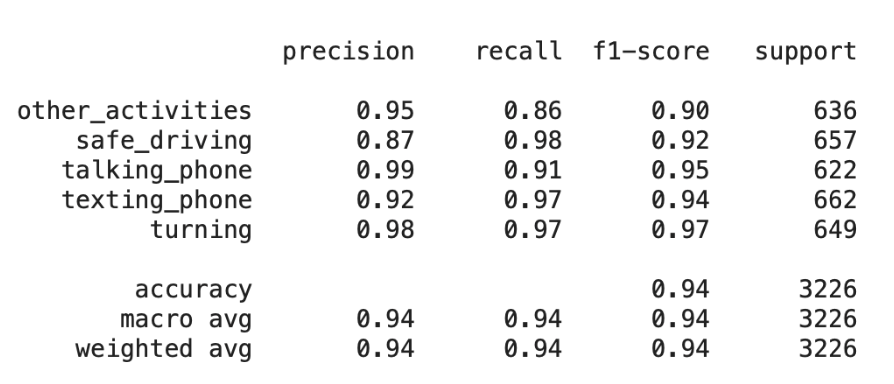 precision recall f1-score support
other_activities 0.95 0.86 0.90 636
safe_driving 0.87 0.98 0.92 657
talking_phone 0.99 0.91 0.95 622
texting_phone 0.92 0.97 0.94 662
turning 0.98 0.97 0.97 649
accuracy 0.94 3226
macro avg 0.94 0.94 0.94 3226
weighted avg 0.94 0.94 0.94 3226